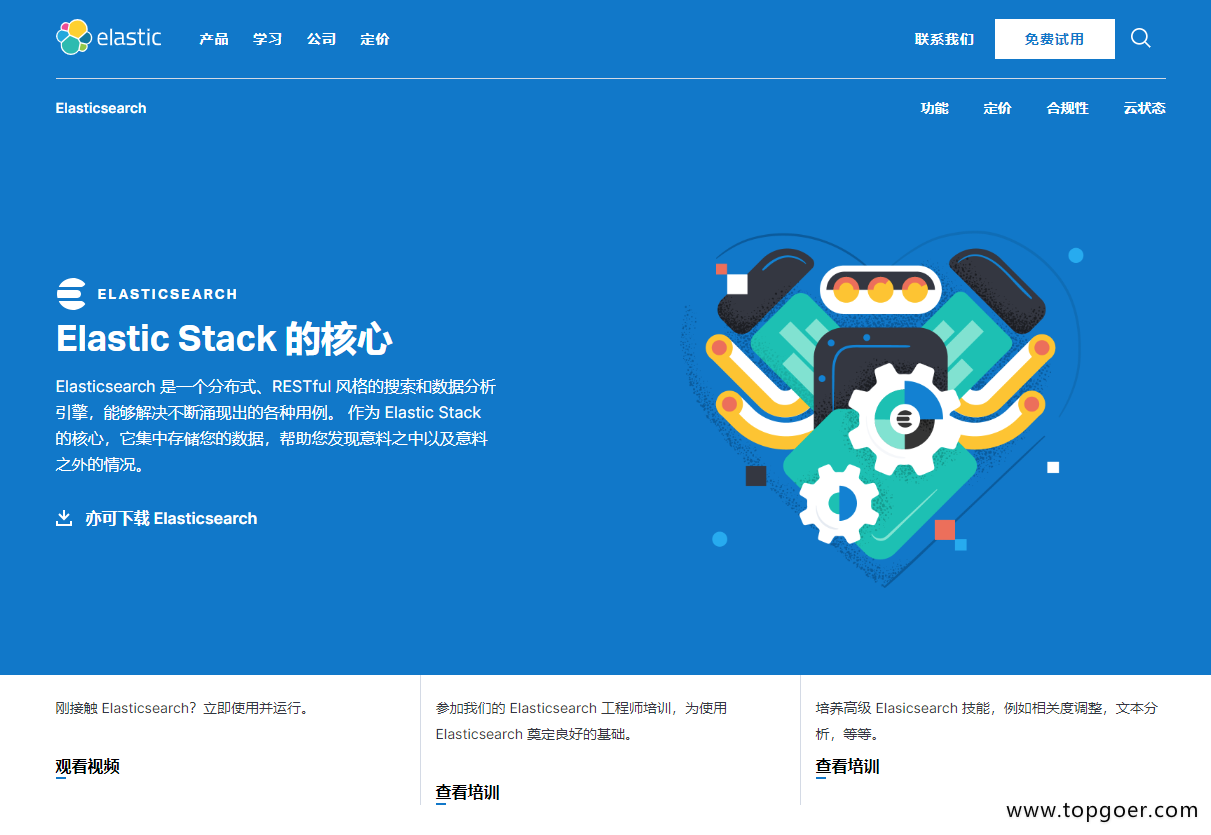 elastic 产品 学习 公司 定价 联系我们 免费试用
Elasticsearch 功能 定价 合规性 云状态
ELASTICSEARCH
Elastic Stack 的核心
Elasticsearch 是一个分布式、RESTful 风格的搜索和数据分析
引擎，能够解决不断涌现出的各种用例。 作为 Elastic Stack
的核心，它集中存储您的数据，帮助您发现意料之中以及意料
之外的情况。
亦可下载 Elasticsearch
刚接触 Elasticsearch？立即使用并运行。
观看视频
参加我们的 Elasticsearch 工程师培训，为使用
Elasticsearch 奠定良好的基础。
查看培训
培养高级 Elasicsearch 技能，例如相关度调整，文本分
析，等等。
查看培训
www.topgoer.com